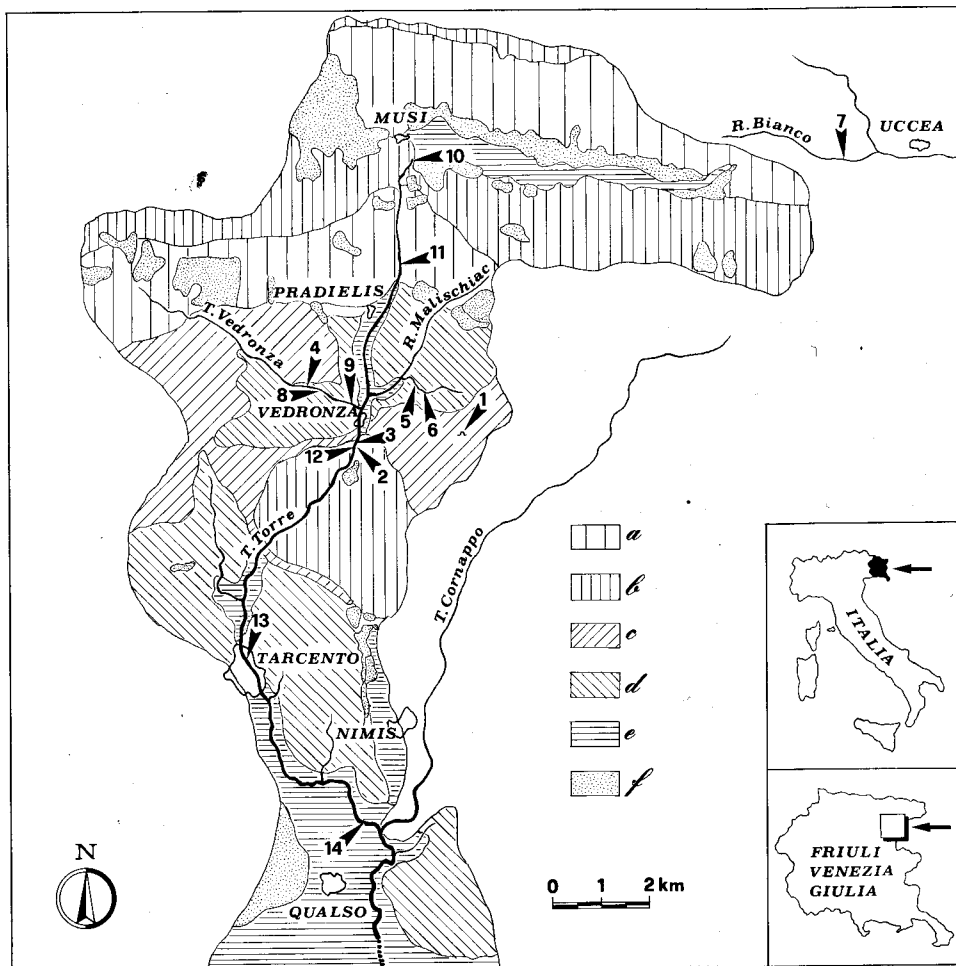 MUSI
10
R. Bianco
7
UCCEA
11
PRADIELIS
R. Malischiac
T. Vedronza
4
9
8
VEDRONZA
5
6
1
3
12
2
T. Torre
T. Cornappo
13
TARCENTO
NIMIS
14
QUALSO
N
0 1 2 km
a
b
c
d
e
f
ITALIA
FRIULI
VENEZIA
GIULIA